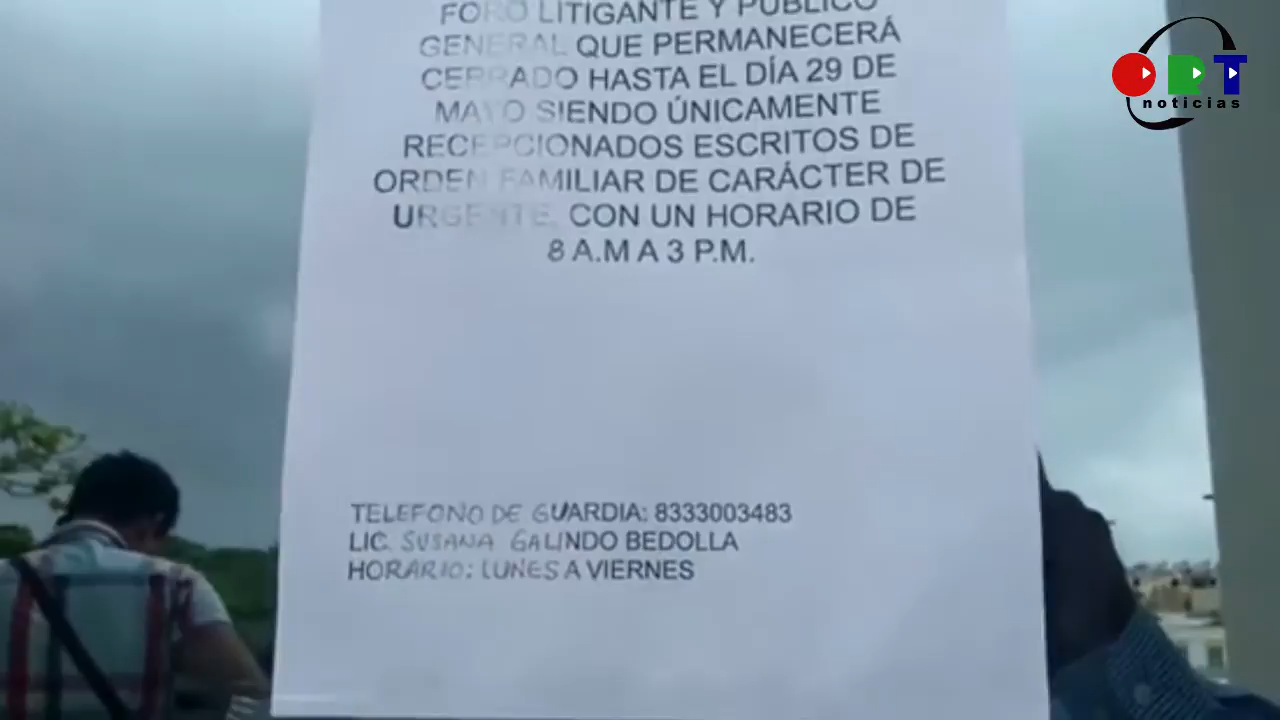 FORO LITIGANTE Y PÚBLICO
GENERAL QUE PERMANECERÁ
CERRADO HASTA EL DÍA 29 DE
MAYO SIENDO ÚNICAMENTE
RECEPCIONADOS ESCRITOS DE
ORDEN FAMILIAR DE CARÁCTER DE
URGENTE, CON UN HORARIO DE
8 A.M A 3 P.M.
TELEFONO DE GUARDIA: 8333003483
LIC. SUSANA GALINDO BEDOLLA
HORARIO: LUNES A VIERNES
ORT
noticias